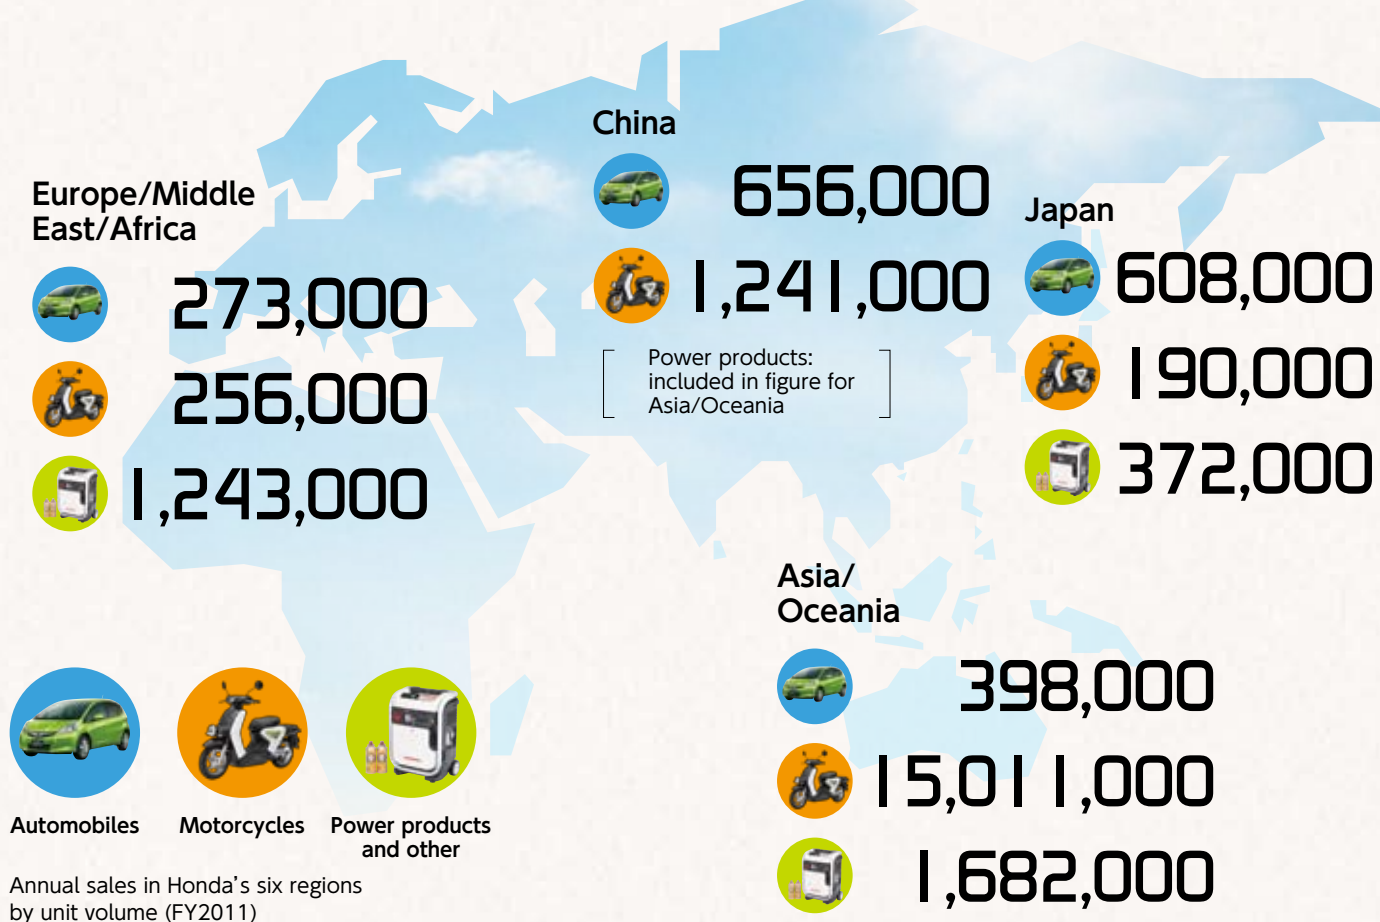 China
656,000
1,241,000
Power products:
included in figure for
Asia/Oceania
Europe/Middle
East/Africa
273,000
256,000
1,243,000
Japan
608,000
190,000
372,000
Asia/
Oceania
398,000
15,011,000
1,682,000
Automobiles
Motorcycles
Power products
and other
Annual sales in Honda's six regions
by unit volume (FY2011)